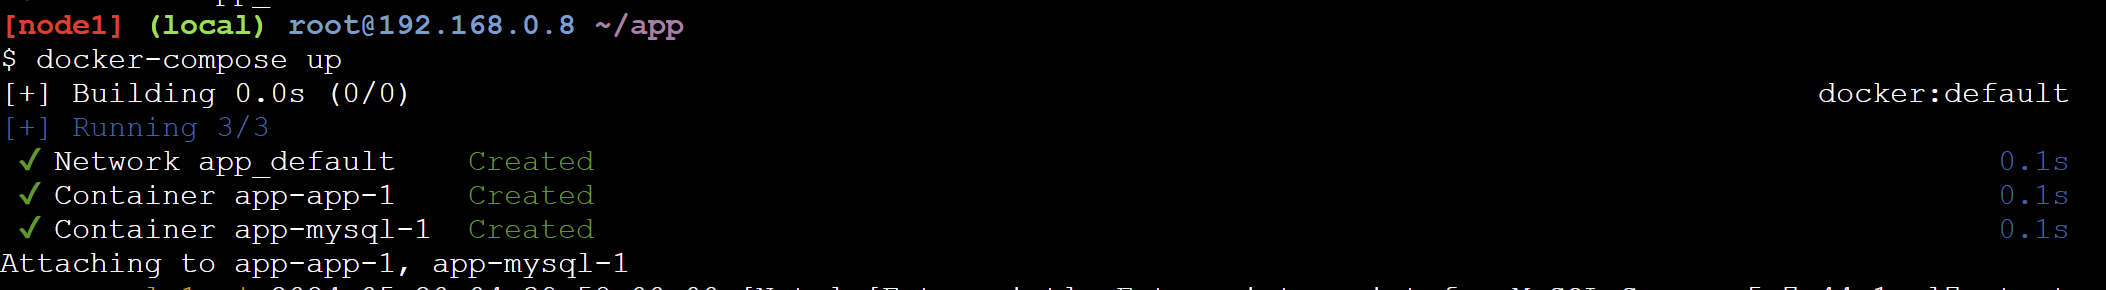 [node1] (local) root@192.168.0.8 ~/app
$ docker-compose up
[+] Building 0.0s (0/0) docker:default
[+] Running 3/3
✔ Network app_default Created 0.1s
✔ Container app-app-1 Created 0.1s
✔ Container app-mysql-1 Created 0.1s
Attaching to app-app-1, app-mysql-1